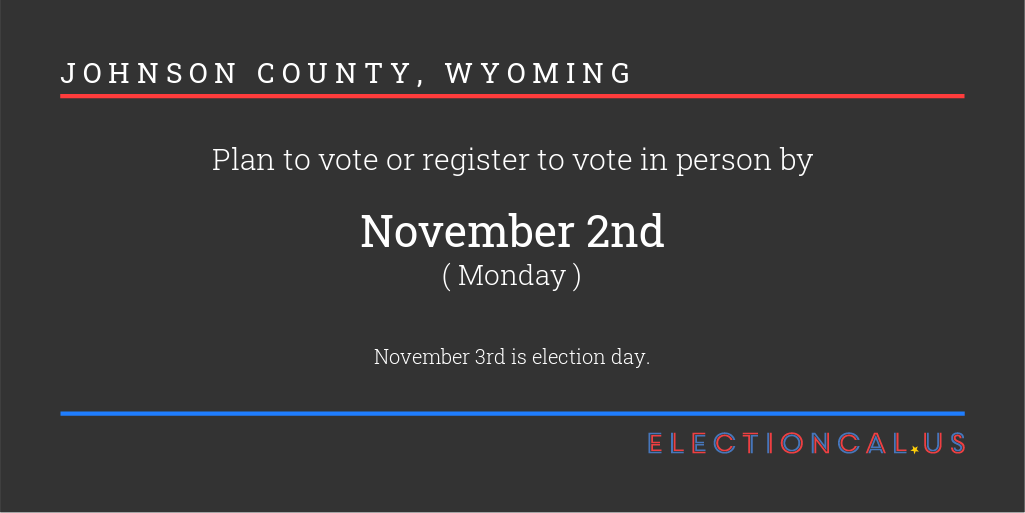 JOHNSON COUNTY, WYOMING
Plan to vote or register to vote in person by
November 2nd
( Monday )
November 3rd is election day.
ELECTIONCAL.US